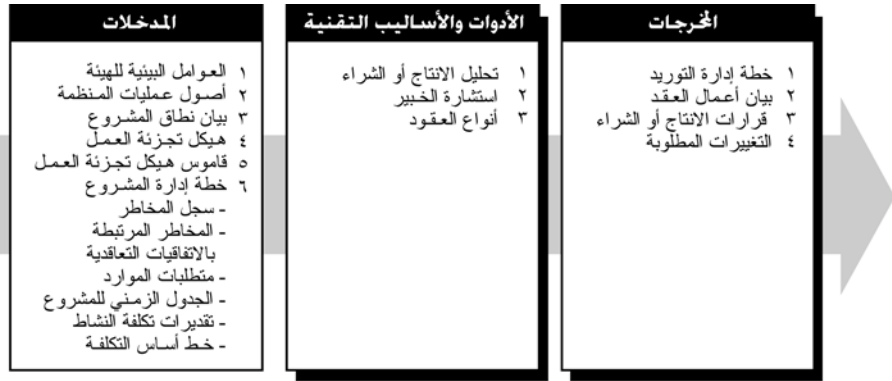 المدخلات
١ العوامل البيئية للهيئة
٢ أصول عمليات المنظمة
٣ بيان نطاق المشروع
٤ هيكل تجزئة العمل
٥ قاموس هيكل تجزئة العمل
٦ خطة إدارة المشروع
- سجل المخاطر
- المخاطر المرتبطة
بالاتفاقيات التعاقدية
- متطلبات الموارد
- الجدول الزمني للمشروع
- تقديرات تكلفة النشاط
- خط أساس التكلفة
الأدوات والأساليب التقنية
١ تحليل الانتاج أو الشراء
٢ استشارة الخبير
٣ أنواع العقود
المخرجات
١ خطة إدارة التوريد
٢ بيان أعمال العقد
٣ قرارات الانتاج أو الشراء
٤ التغييرات المطلوبة